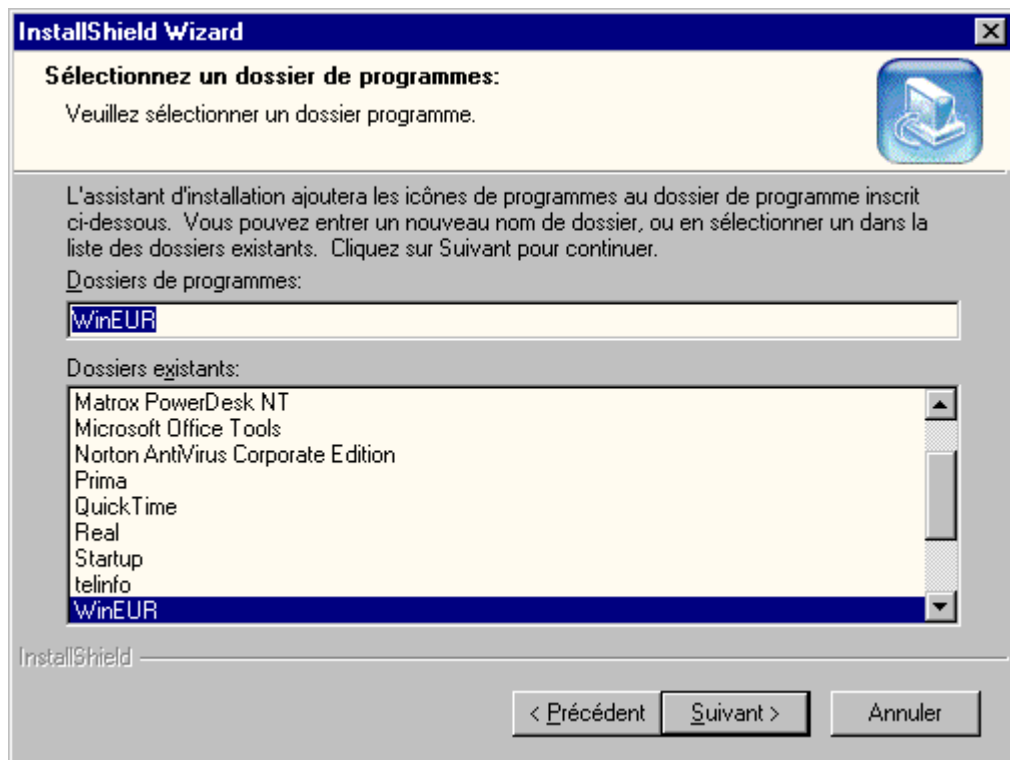 InstallShield Wizard
Sélectionnez un dossier de programmes:
Veuillez sélectionner un dossier programme.
L'assistant d'installation ajoutera les icônes de programmes au dossier de programme inscrit
ci-dessous.  Vous pouvez entrer un nouveau nom de dossier, ou en sélectionner un dans la
liste des dossiers existants.  Cliquez sur Suivant pour continuer.
Dossiers de programmes:
WinEUR
Dossiers existants:
Matrox PowerDesk NT
Microsoft Office Tools
Norton AntiVirus Corporate Edition
Prima
QuickTime
Real
Startup
telinfo
WinEUR
InstallShield
< Précédent
Suivant >
Annuler